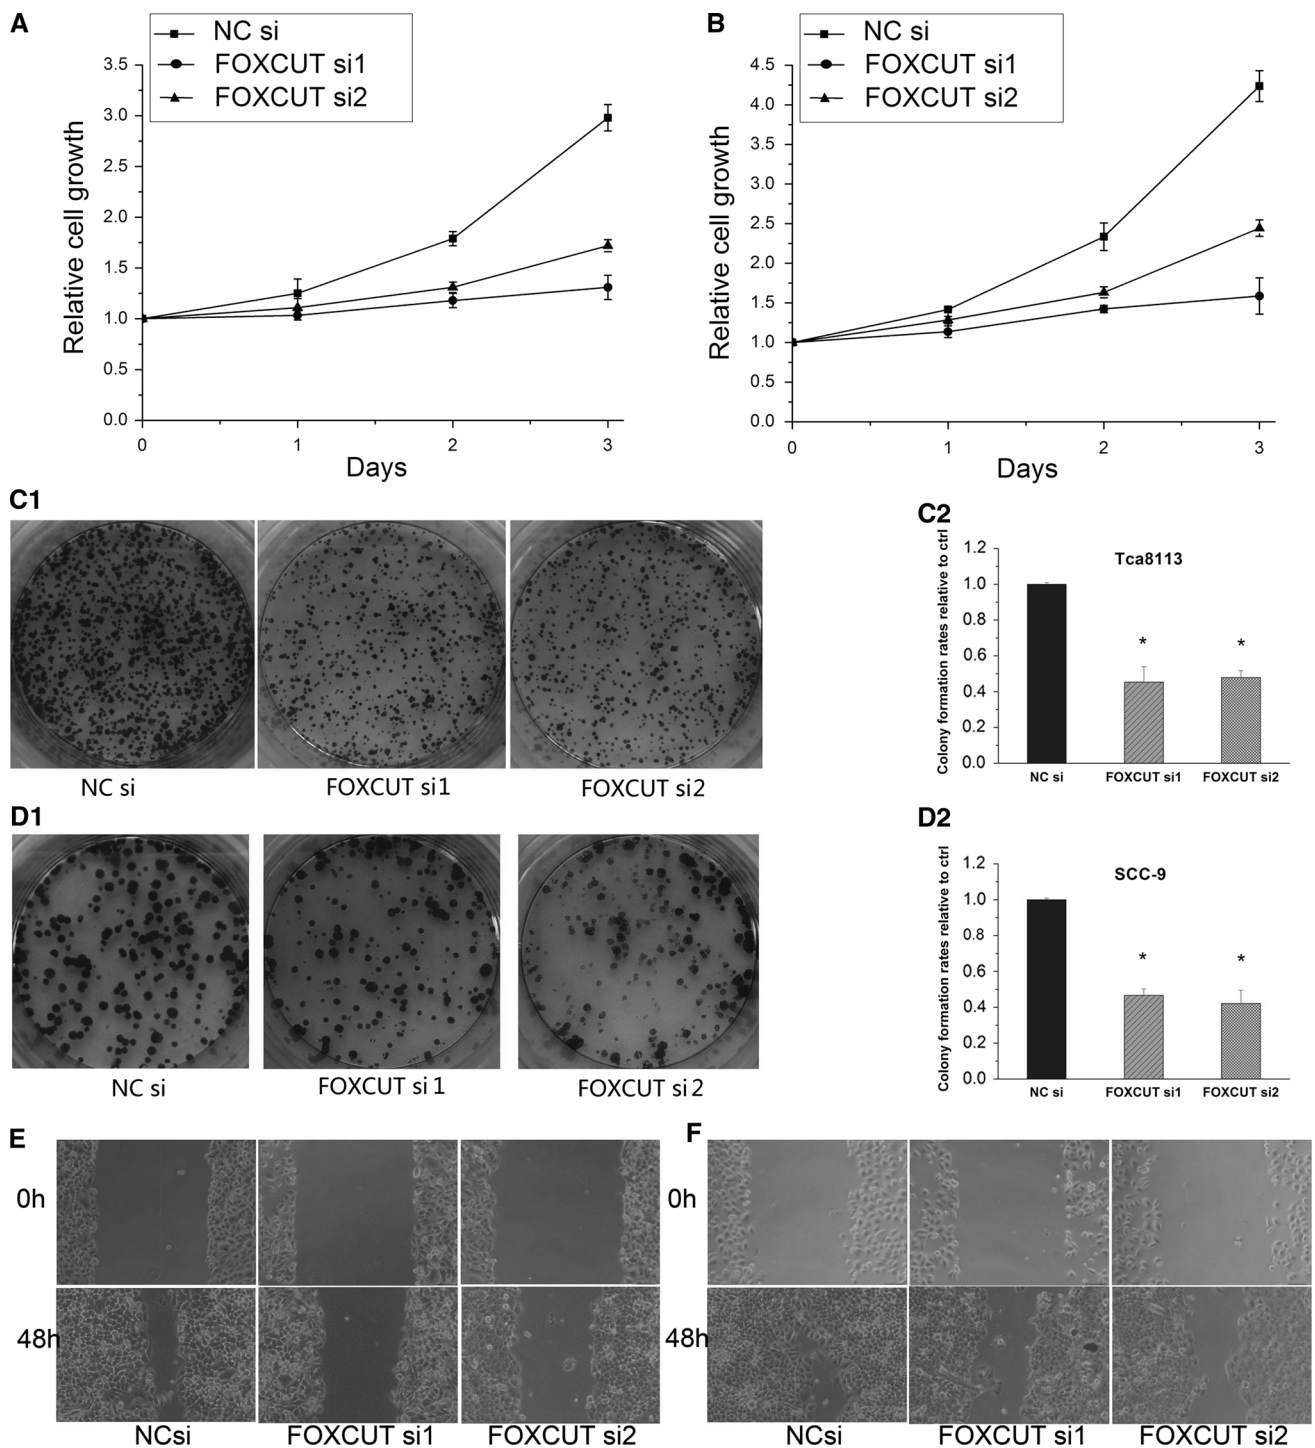 A
NC si
FOXCUT si1
FOXCUT si2
3.5
3.0
2.5
2.0
1.5
1.0
0.5
0.0
Relative cell growth
0 1 2 3
Days
B
NC si
FOXCUT si1
FOXCUT si2
4.5
4.0
3.5
3.0
2.5
2.0
1.5
1.0
0.5
0.0
Relative cell growth
0 1 2 3
Days
C1
NC si FOXCUT si1 FOXCUT si2
C2
Colony formation rates relative to ctrl
Tca8113
1.2
1.0
0.8
0.6
0.4
0.2
0.0
* *
NC si FOXCUT si1 FOXCUT si2
D1
NC si FOXCUT si 1 FOXCUT si 2
D2
Colony formation rates relative to ctrl
SCC-9
1.2
1.0
0.8
0.6
0.4
0.2
0.0
* *
NC si FOXCUT si1 FOXCUT si2
E
0h
48h
NCsi FOXCUT si1 FOXCUT si2
F
0h
48h
NCsi FOXCUT si1 FOXCUT si2